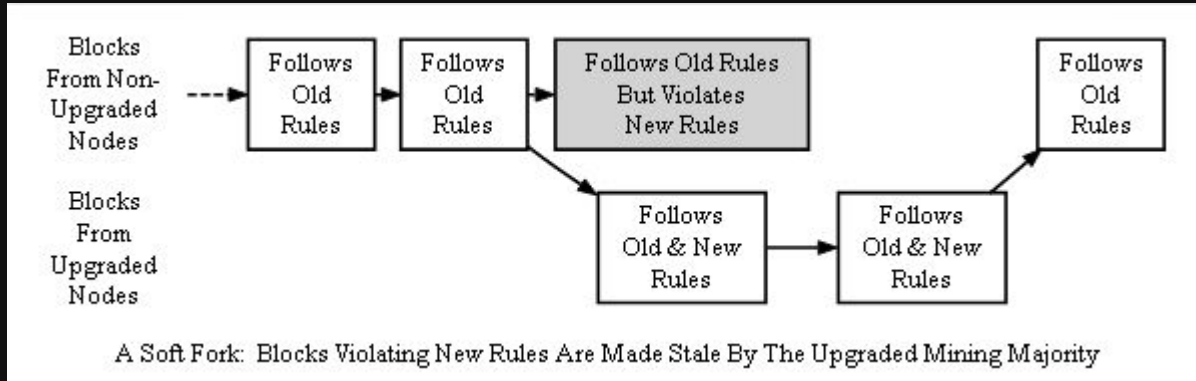 Blocks
From Non-
Upgraded
Nodes
Follows
Old
Rules
Follows
Old
Rules
Follows Old Rules
But Violates
New Rules
Follows
Old
Rules
Blocks
From
Upgraded
Nodes
Follows
Old & New
Rules
Follows
Old & New
Rules
A Soft Fork: Blocks Violating New Rules Are Made Stale By The Upgraded Mining Majority